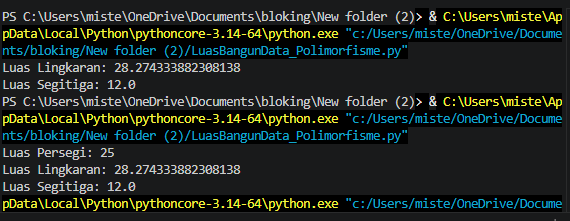 PS C:\Users\miste\OneDrive\Documents\bloking\New folder (2)> & C:\Users\miste\Ap
pData\Local\Python\pythoncore-3.14-64\python.exe "c:/Users/miste/OneDrive/Docume
nts/bloking/New folder (2)/LuasBangunData_Polimorfisme.py"
Luas Lingkaran: 28.274333882308138
Luas Segitiga: 12.0
PS C:\Users\miste\OneDrive\Documents\bloking\New folder (2)> & C:\Users\miste\Ap
pData\Local\Python\pythoncore-3.14-64\python.exe "c:/Users/miste/OneDrive/Docume
nts/bloking/New folder (2)/LuasBangunData_Polimorfisme.py"
Luas Persegi: 25
Luas Lingkaran: 28.274333882308138
Luas Segitiga: 12.0
pData\Local\Python\pythoncore-3.14-64\python.exe "c:/Users/miste/OneDrive/Docume